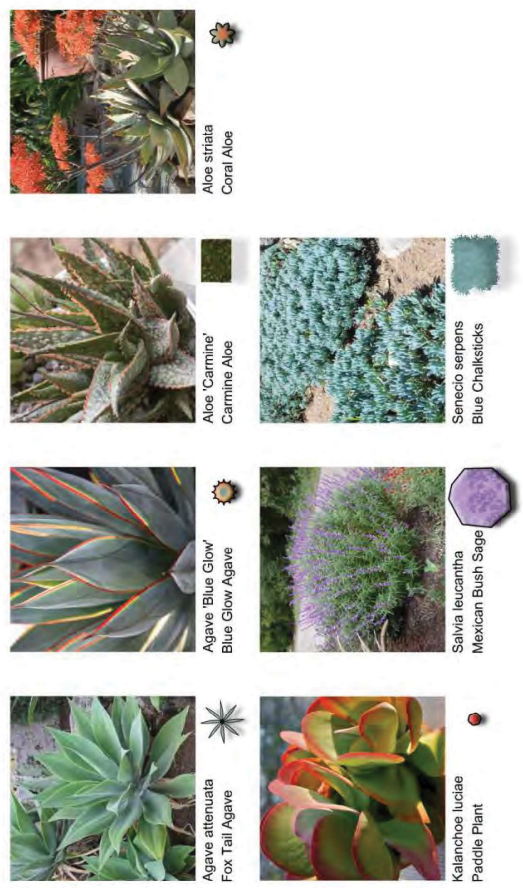 Agave attenuata
Fox Tail Agave
Agave 'Blue Glow'
Blue Glow Agave
Aloe 'Carmine'
Carmine Aloe
Aloe striata
Coral Aloe
Kalanchoe luciae
Paddle Plant
Salvia leucantha
Mexican Bush Sage
Senecio serpens
Blue Chalksticks